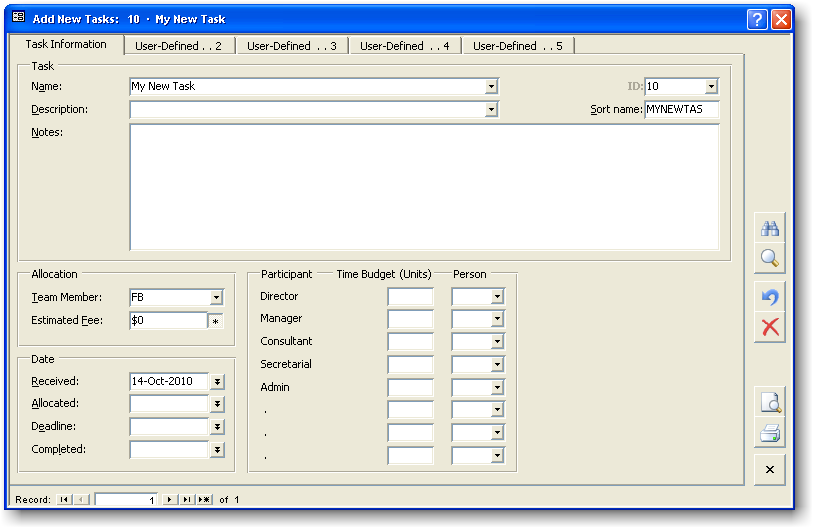 Add New Tasks: 10 · My New Task
Task Information User-Defined . . 2 User-Defined . . 3 User-Defined . . 4 User-Defined . . 5
Task
Name: My New Task ID: 10
Description: Sort name: MYNEWTAS
Notes:
Allocation
Team Member: FB
Estimated Fee: $0 *
Date
Received: 14-Oct-2010
Allocated:
Deadline:
Completed:
Participant Time Budget (Units) Person
Director
Manager
Consultant
Secretarial
Admin
.
.
.
Record: 1 of 1